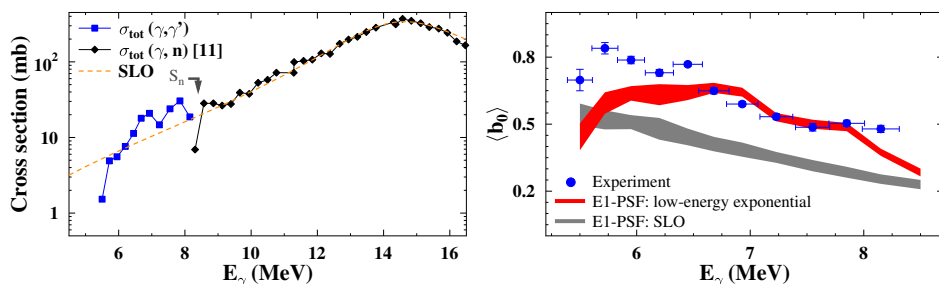 σtot (γ,γ’)
σtot (γ, n) [11]
SLO
Sn
Cross section (mb)
10²
10
1
6 8 10 12 14 16
Eγ (MeV)
⟨b0⟩
0.8
0.5
0.2
Experiment
E1-PSF: low-energy exponential
E1-PSF: SLO
6 7 8
Eγ (MeV)